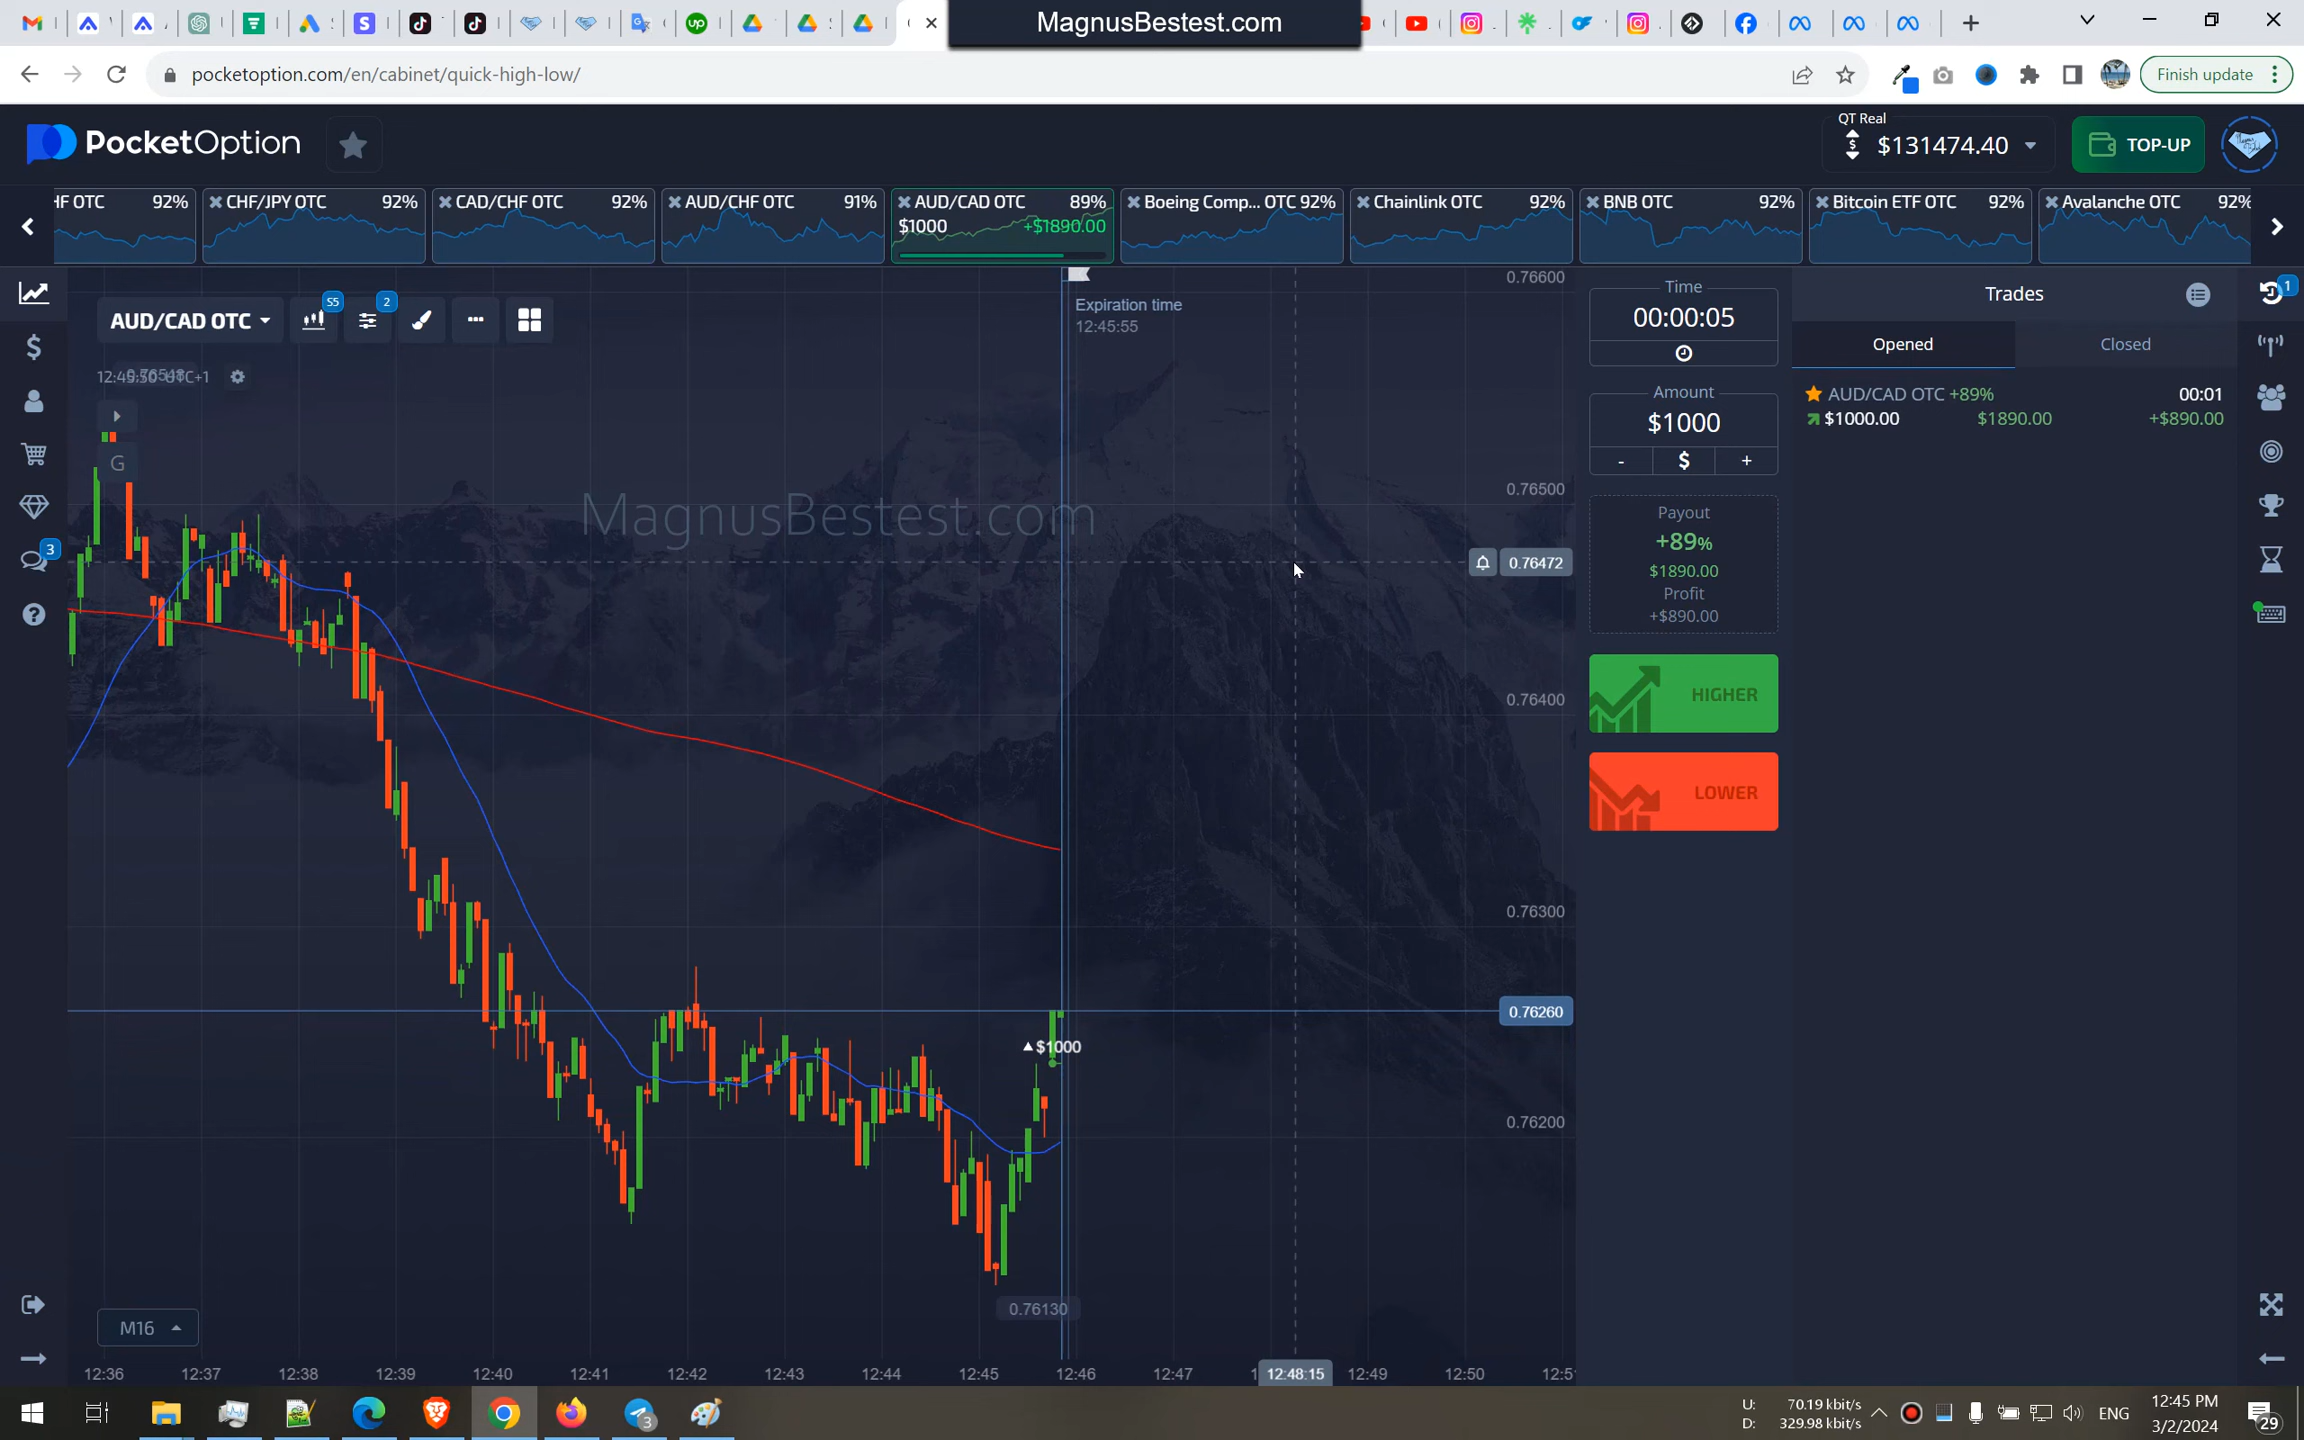 MagnusBestest.com
pocketoption.com/en/cabinet/quick-high-low/
Finish update
PocketOption
QT Real
$131474.40
TOP-UP
HF OTC 92%
CHF/JPY OTC 92%
CAD/CHF OTC 92%
AUD/CHF OTC 91%
AUD/CAD OTC 89%
$1000 +$1890.00
Boeing Comp... OTC 92%
Chainlink OTC 92%
BNB OTC 92%
Bitcoin ETF OTC 92%
Avalanche OTC 92%
AUD/CAD OTC
S5
2
Expiration time
12:45:55
0.76600
0.76500
0.76472
0.76400
0.76300
0.76260
0.76200
0.76130
G
MagnusBestest.com
$1000
3
M16
12:36 12:37 12:38 12:39 12:40 12:41 12:42 12:43 12:44 12:45 12:46 12:47 12:48:15 12:49 12:50
Time
00:00:05
Amount
$1000
- $ +
Payout
+89%
$1890.00
Profit
+$890.00
HIGHER
LOWER
Trades
1
Opened Closed
AUD/CAD OTC +89% 00:01
$1000.00 $1890.00 +$890.00
3
U: 70.19 kbit/s
D: 329.98 kbit/s
ENG
12:45 PM
3/2/2024
29